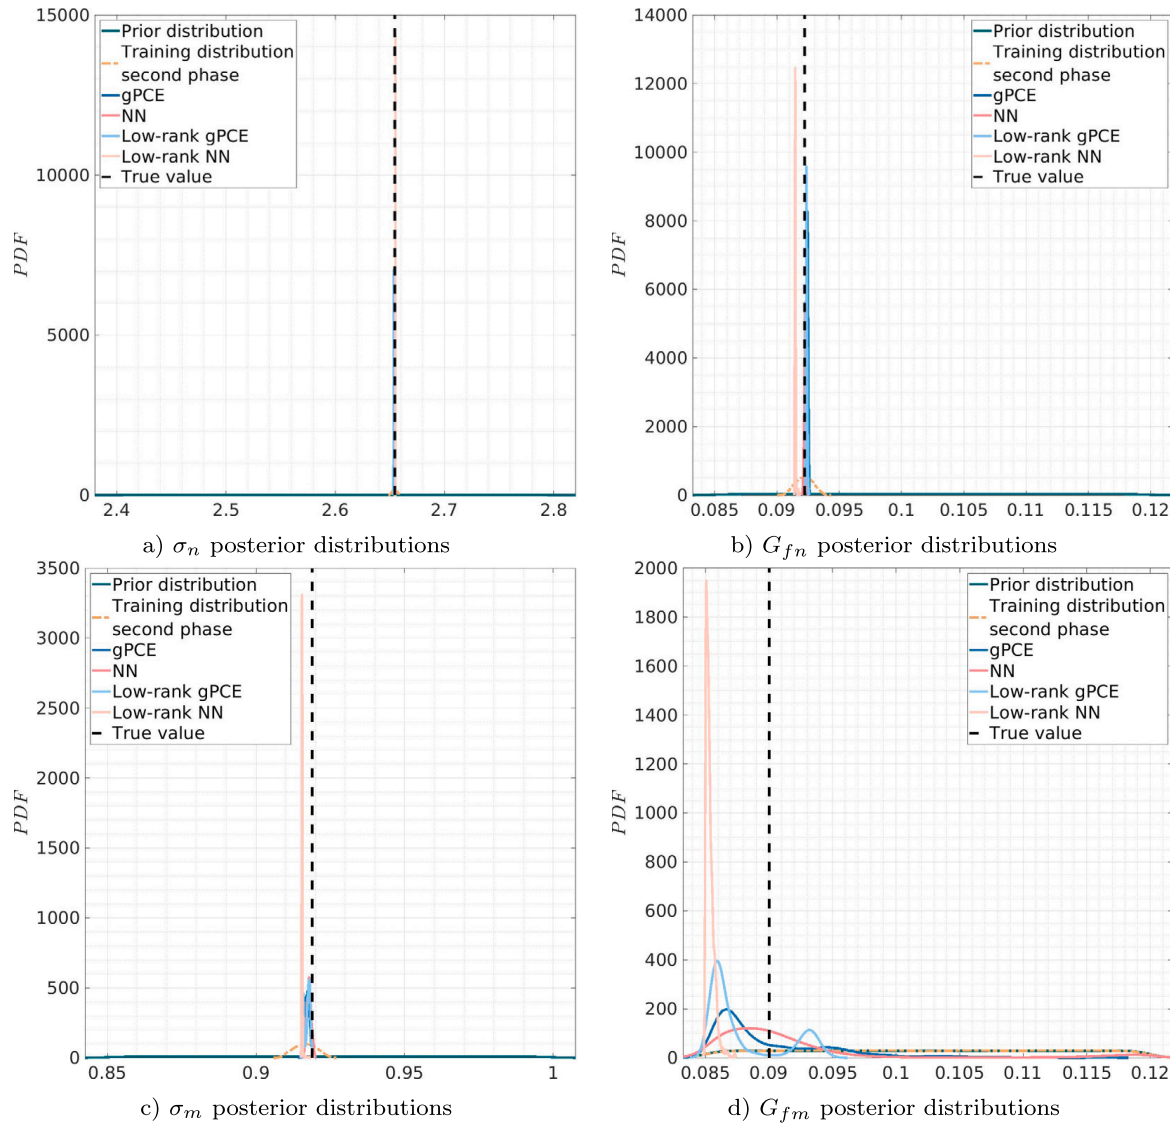 15000
10000
5000
0
PDF
2.4
2.5
2.6
2.7
2.8
Prior distribution
Training distribution
second phase
gPCE
NN
Low-rank gPCE
Low-rank NN
True value
a) σn posterior distributions
14000
12000
10000
8000
6000
4000
2000
0
PDF
0.085
0.09
0.095
0.1
0.105
0.11
0.115
0.12
Prior distribution
Training distribution
second phase
gPCE
NN
Low-rank gPCE
Low-rank NN
True value
b) Gfn posterior distributions
3500
3000
2500
2000
1500
1000
500
0
PDF
0.85
0.9
0.95
1
Prior distribution
Training distribution
second phase
gPCE
NN
Low-rank gPCE
Low-rank NN
True value
c) σm posterior distributions
2000
1800
1600
1400
1200
1000
800
600
400
200
0
PDF
0.085
0.09
0.095
0.1
0.105
0.11
0.115
0.12
Prior distribution
Training distribution
second phase
gPCE
NN
Low-rank gPCE
Low-rank NN
True value
d) Gfm posterior distributions